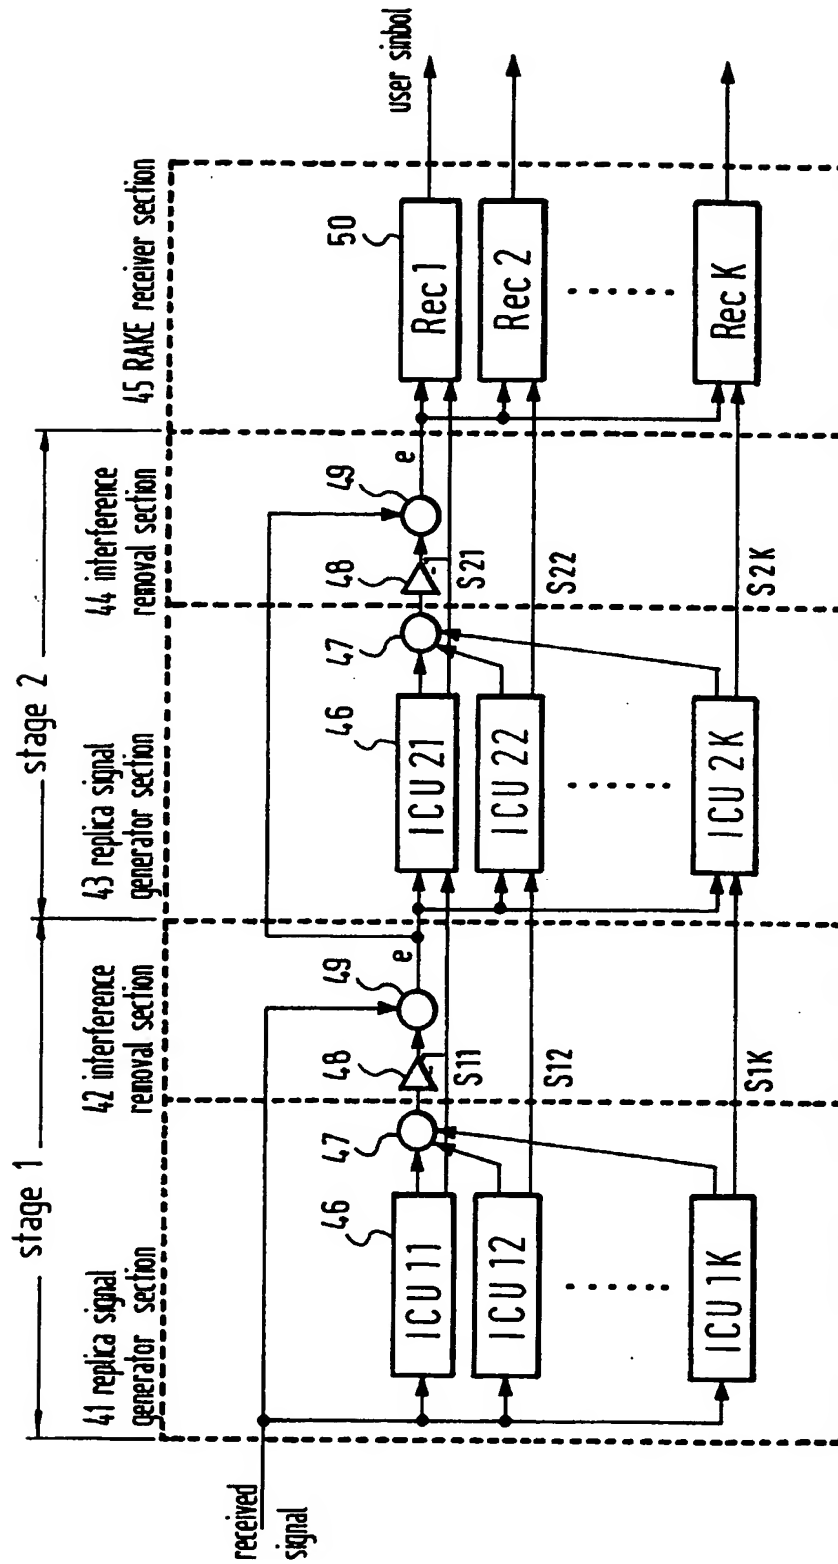 stage 1
stage 2
41 replica signal
generator section
42 interference
removal section
43 replica signal
generator section
44 interference
removal section
45 RAKE receiver section
received
signal
user sinbol
46
47
48
49
e
46
47
48
49
e
50
ICU 11
ICU 21
Rec 1
S11
S21
ICU 12
ICU 22
Rec 2
S12
S22
ICU 1K
ICU 2K
Rec K
S1K
S2K